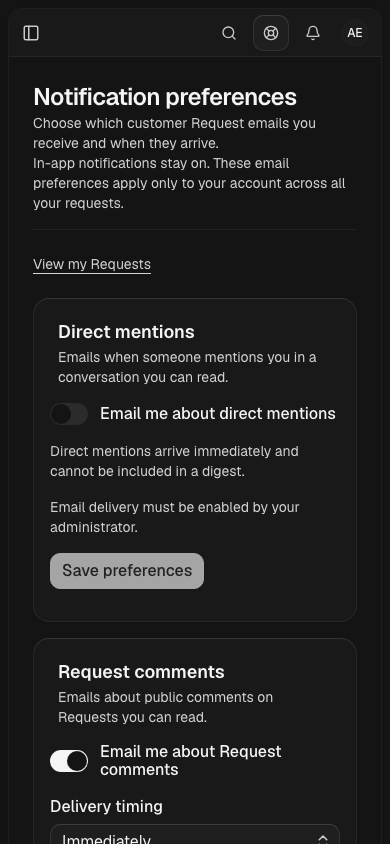 AE
Notification preferences
Choose which customer Request emails you
receive and when they arrive.
In-app notifications stay on. These email
preferences apply only to your account across all
your requests.
View my Requests
Direct mentions
Emails when someone mentions you in a
conversation you can read.
Email me about direct mentions
Direct mentions arrive immediately and
cannot be included in a digest.
Email delivery must be enabled by your
administrator.
Save preferences
Request comments
Emails about public comments on
Requests you can read.
Email me about Request
comments
Delivery timing
Immediately